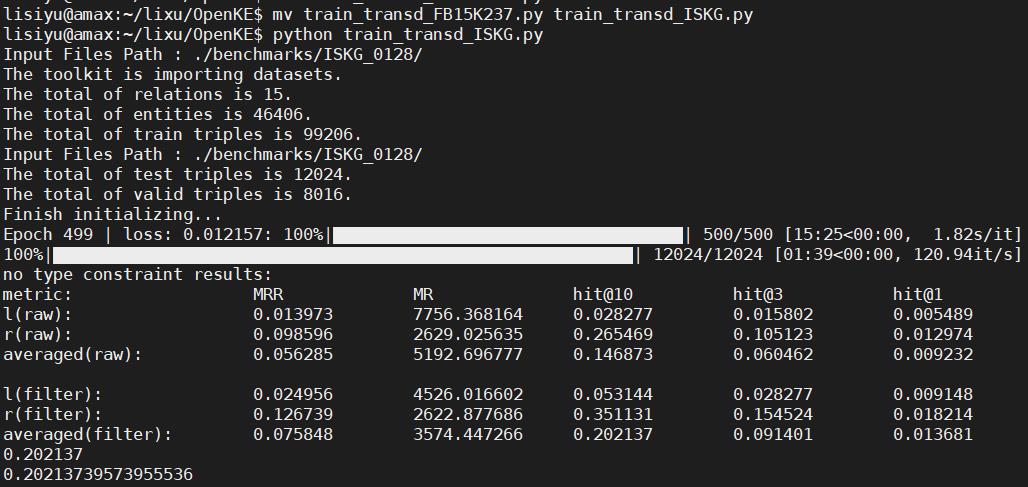 lisiyu@amax:~/lixu/OpenKE$ mv train_transd_FB15K237.py train_transd_ISKG.py
lisiyu@amax:~/lixu/OpenKE$ python train_transd_ISKG.py
Input Files Path : ./benchmarks/ISKG_0128/
The toolkit is importing datasets.
The total of relations is 15.
The total of entities is 46406.
The total of train triples is 99206.
Input Files Path : ./benchmarks/ISKG_0128/
The total of test triples is 12024.
The total of valid triples is 8016.
Finish initializing...
Epoch 499 | loss: 0.012157: 100%| | 500/500 [15:25<00:00, 1.82s/it]
100%| | 12024/12024 [01:39<00:00, 120.94it/s]
no type constraint results:
metric: MRR MR hit@10 hit@3 hit@1
l(raw): 0.013973 7756.368164 0.028277 0.015802 0.005489
r(raw): 0.098596 2629.025635 0.265469 0.105123 0.012974
averaged(raw): 0.056285 5192.696777 0.146873 0.060462 0.009232
l(filter): 0.024956 4526.016602 0.053144 0.028277 0.009148
r(filter): 0.126739 2622.877686 0.351131 0.154524 0.018214
averaged(filter): 0.075848 3574.447266 0.202137 0.091401 0.013681
0.202137
0.20213739573955536